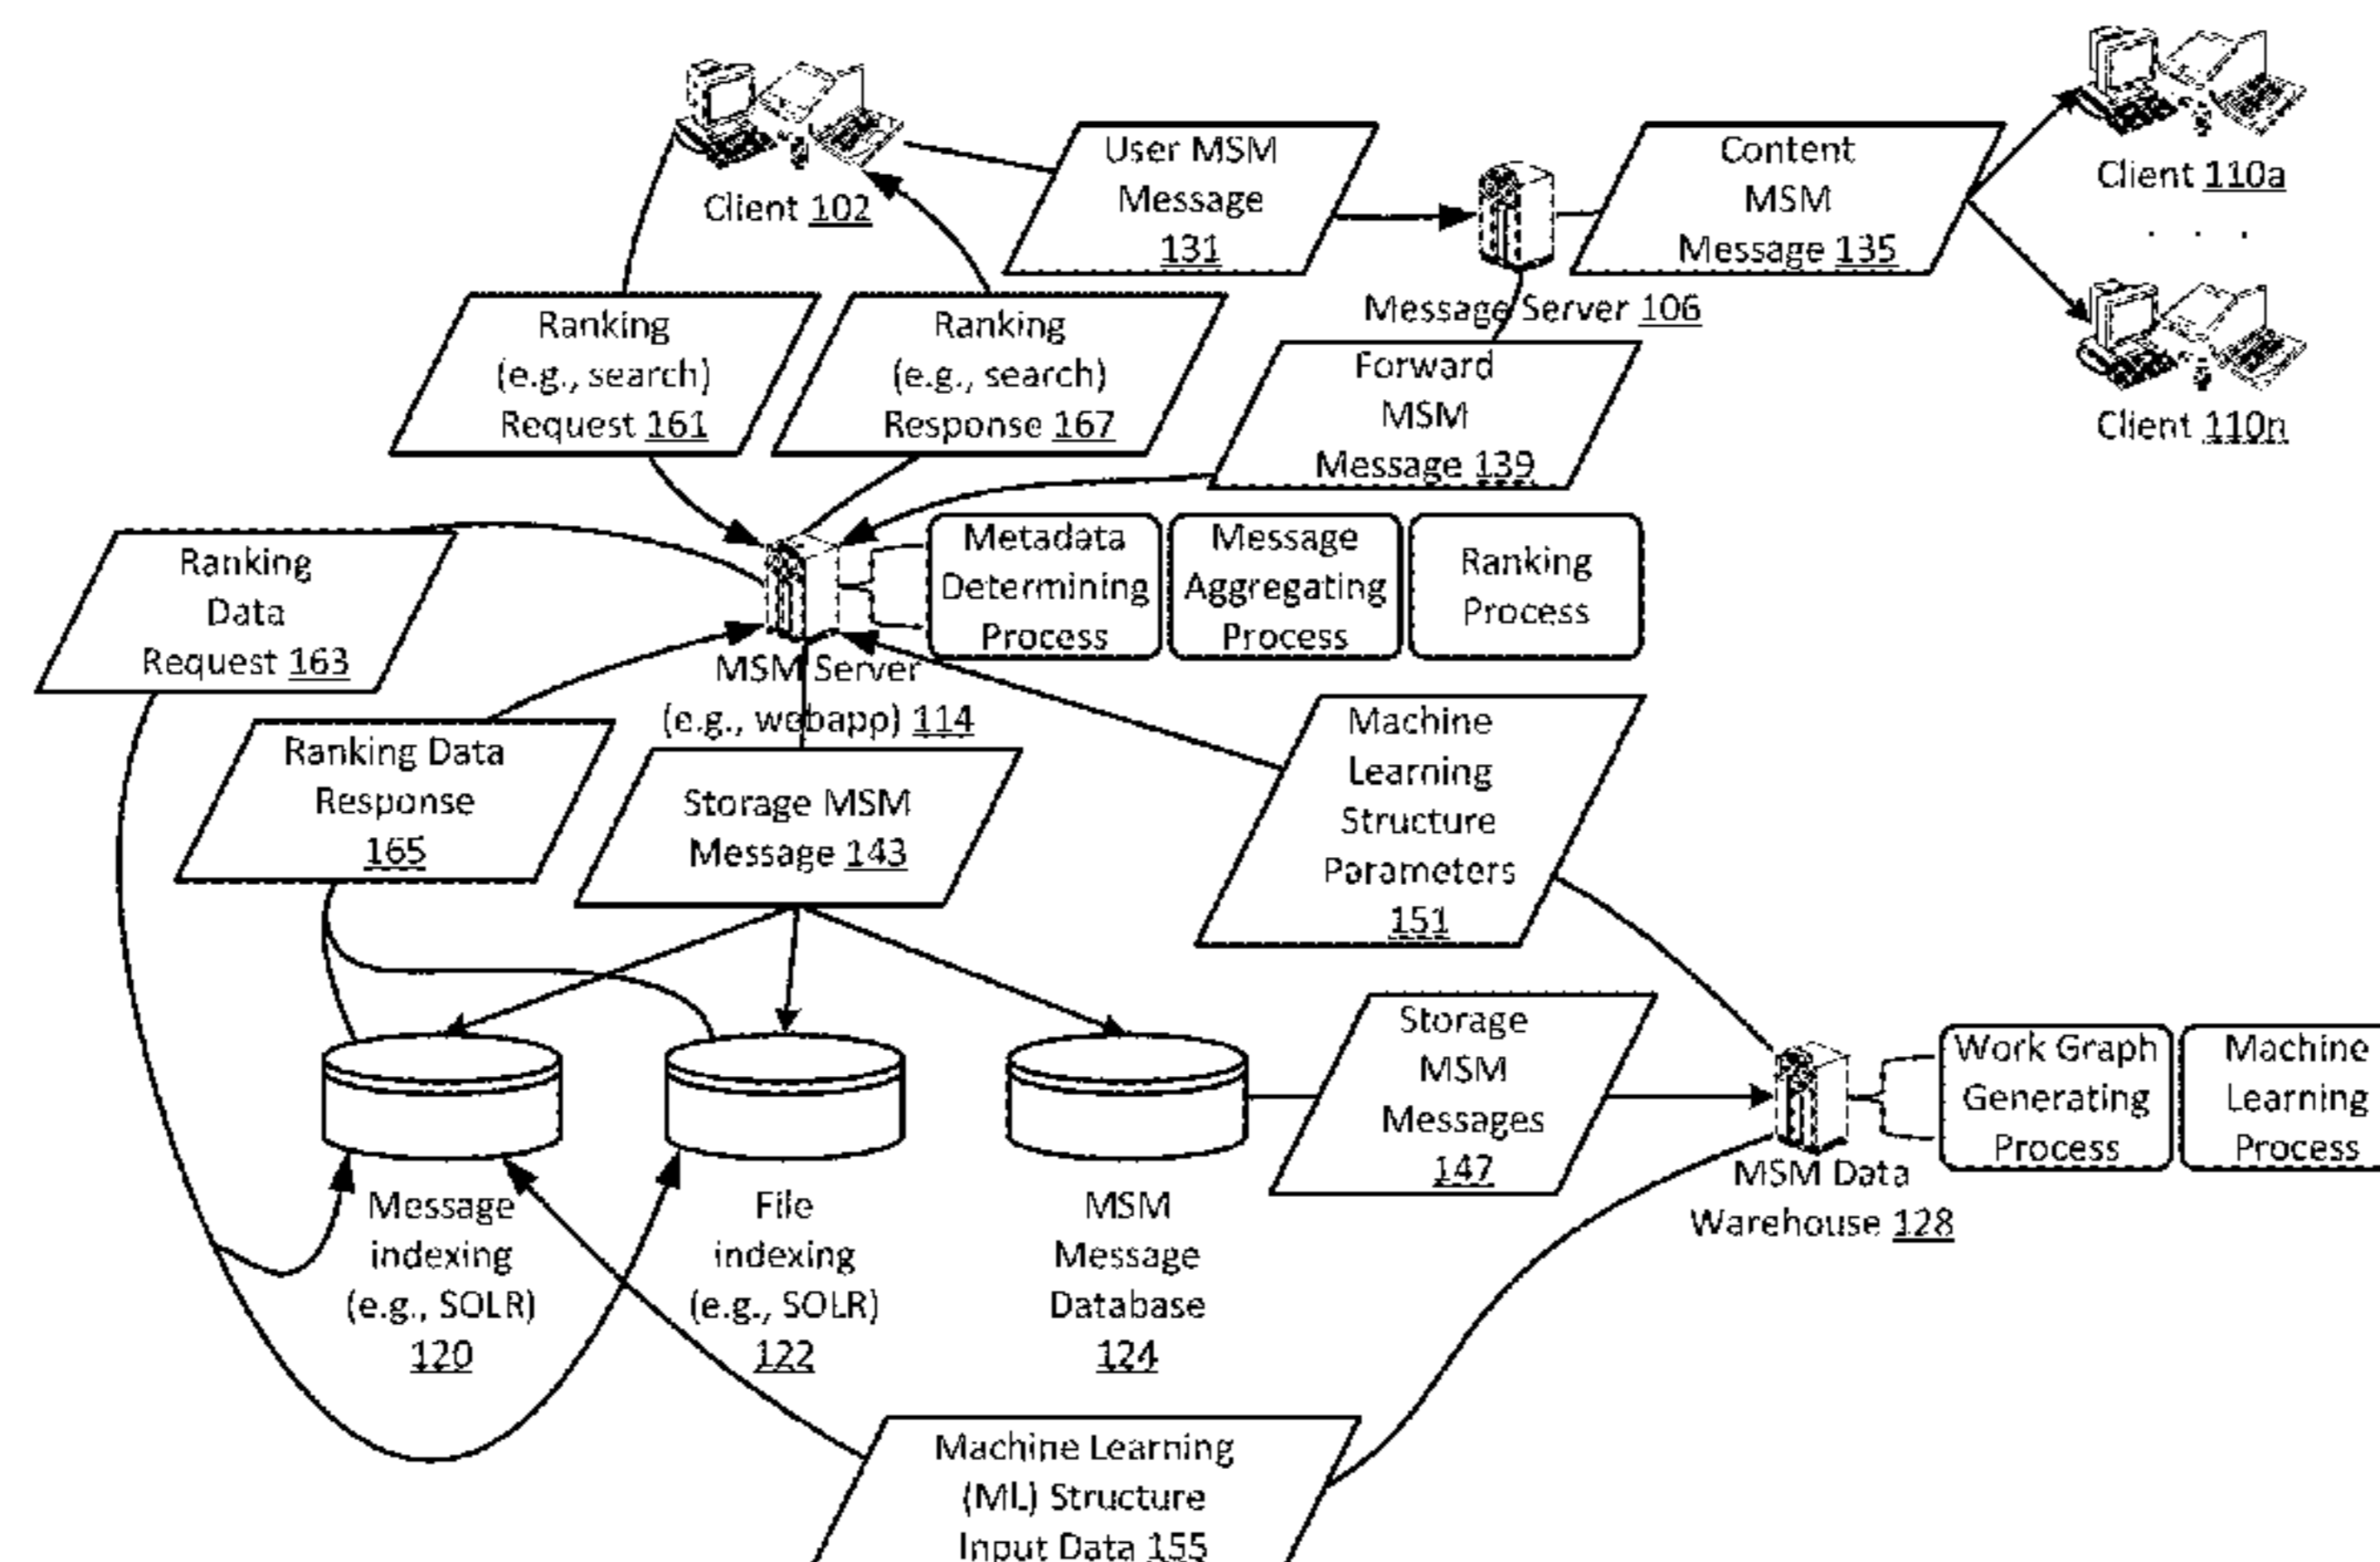 Client 102
User MSM
Message
131
Message Server 106
Content
MSM
Message 135
Client 110a
. . .
Client 110n
Ranking
(e.g., search)
Request 161
Ranking
(e.g., search)
Response 167
Forward
MSM
Message 139
Ranking
Data
Request 163
MSM Server
(e.g., webapp) 114
Metadata
Determining
Process
Message
Aggregating
Process
Ranking
Process
Ranking Data
Response
165
Storage MSM
Message 143
Machine
Learning
Structure
Parameters
151
Message
indexing
(e.g., SOLR)
120
File
indexing
(e.g., SOLR)
122
MSM
Message
Database
124
Storage
MSM
Messages
147
MSM Data
Warehouse 128
Work Graph
Generating
Process
Machine
Learning
Process
Machine Learning
(ML) Structure
Input Data 155